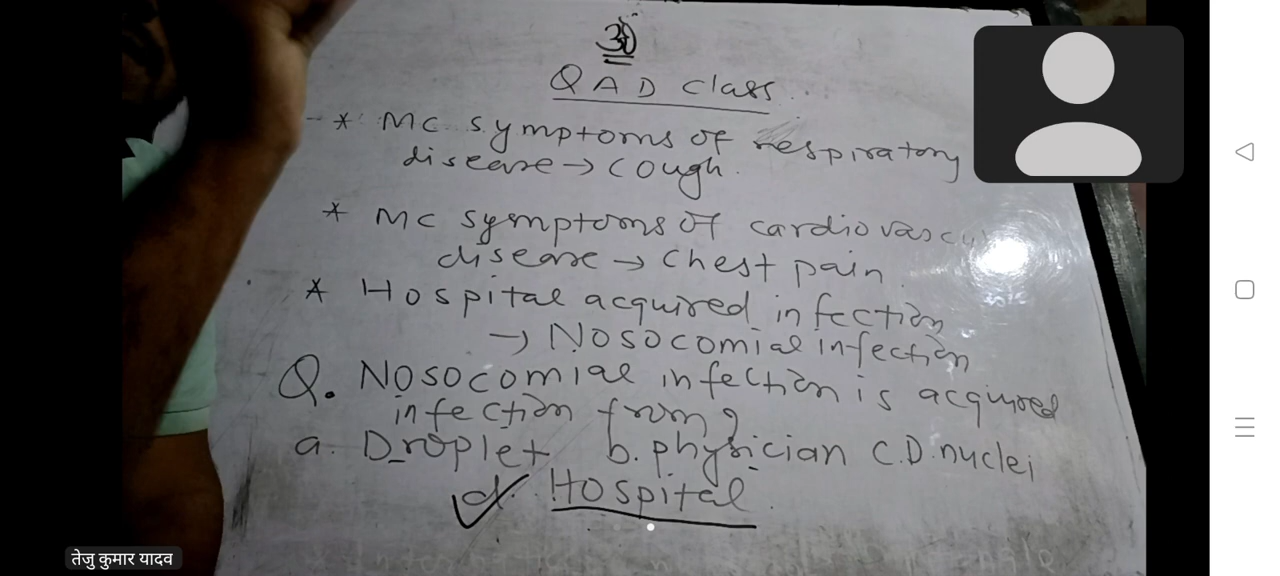 ॐ
QAD Class
* Mc symptoms of respiratory
disease → cough.
* Mc symptoms of
cardiovascu
disease → chest pain
* Hospital acquired infection
→ Nosocomial infection
Q. Nosocomial infection is acquired
infection from?
a. Droplet b. physician c. D. nuclei
d. Hospital.
तेजु कुमार यादव